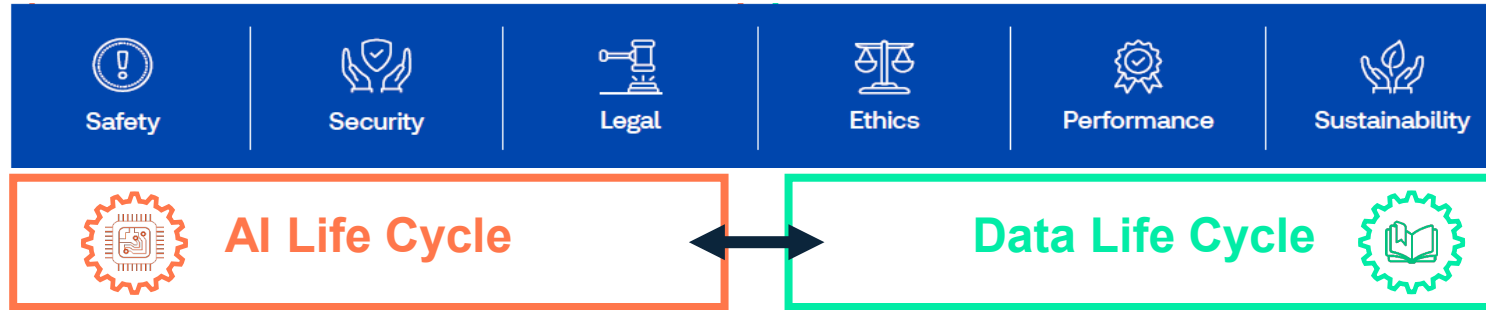 Safety
Security
Legal
Ethics
Performance
Sustainability
AI Life Cycle
Data Life Cycle